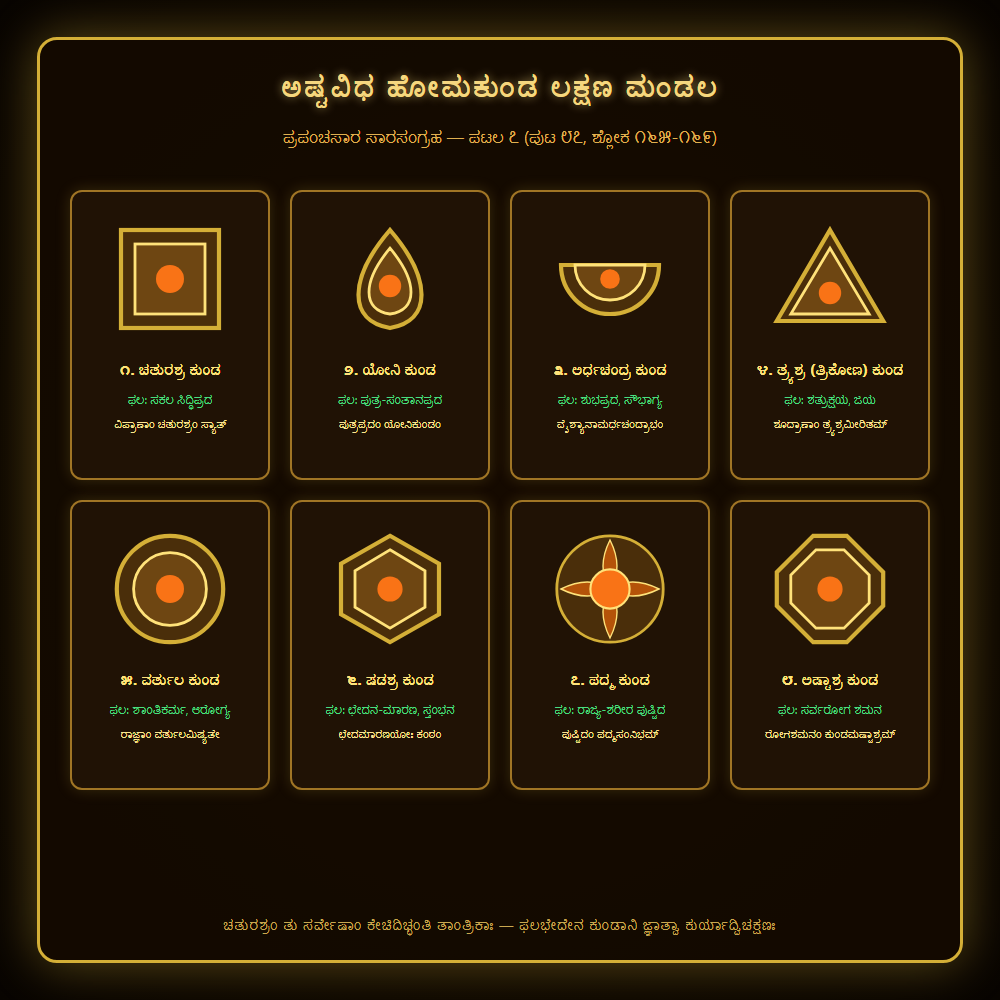 ಅಷ್ಟವಿಧ ಹೋಮಕುಂಡ ಲಕ್ಷಣ ಮಂಡಲ
ಪ್ರಪಂಚಸಾರ ಸಾರಸಂಗ್ರಹ — ಪಟಲ ೭ (ಪುಟ ೮೭, ಶ್ಲೋಕ ೧೬೫-೧೬೯)
೧. ಚತುರಶ್ರ ಕುಂಡ
ಫಲ: ಸಕಲ ಸಿದ್ಧಿಪ್ರದ
ವಿಪ್ರಾಣಾಂ ಚತುರಶ್ರಂ ಸ್ಯಾತ್
೨. ಯೋನಿ ಕುಂಡ
ಫಲ: ಪುತ್ರ-ಸಂತಾನಪ್ರದ
ಪುತ್ರಪ್ರದಂ ಯೋನಿಕುಂಡಂ
೩. ಅರ್ಧಚಂದ್ರ ಕುಂಡ
ಫಲ: ಶುಭಪ್ರದ, ಸೌಭಾಗ್ಯ
ವೈಶ್ಯಾನಾಮರ್ಧಚಂದ್ರಾಭಂ
೪. ತ್ರ್ಯಶ್ರ (ತ್ರಿಕೋಣ) ಕುಂಡ
ಫಲ: ಶತ್ರುಕ್ಷಯ, ಜಯ
ಶೂದ್ರಾಣಾಂ ತ್ರ್ಯಶ್ರಮೀರಿತಮ್
೫. ವರ್ತುಲ ಕುಂಡ
ಫಲ: ಶಾಂತಿಕರ್ಮ, ಆರೋಗ್ಯ
ರಾಜ್ಞಾಂ ವರ್ತುಲಮಿಷ್ಯತೇ
೬. ಷಡಶ್ರ ಕುಂಡ
ಫಲ: ಛೇದನ-ಮಾರಣ, ಸ್ತಂಭನ
ಛೇದಮಾರಣಯೋಃ ಕಂಠಂ
೭. ಪದ್ಮ ಕುಂಡ
ಫಲ: ರಾಜ್ಯ-ಶರೀರ ಪುಷ್ಟಿದ
ಪುಷ್ಟಿದಂ ಪದ್ಮಸಂನಿಭಮ್
೮. ಅಷ್ಟಾಶ್ರ ಕುಂಡ
ಫಲ: ಸರ್ವರೋಗ ಶಮನ
ರೋಗಶಮನಂ ಕುಂಡಮಷ್ಟಾಶ್ರಮ್
ಚತುರಶ್ರಂ ತು ಸರ್ವೇಷಾಂ ಕೇಚಿದಿಚ್ಛಂತಿ ತಾಂತ್ರಿಕಾಃ — ಫಲಭೇದೇನ ಕುಂಡಾನಿ ಜ್ಞಾತ್ವಾ ಕುರ್ಯಾದ್ವಿಚಕ್ಷಣಃ